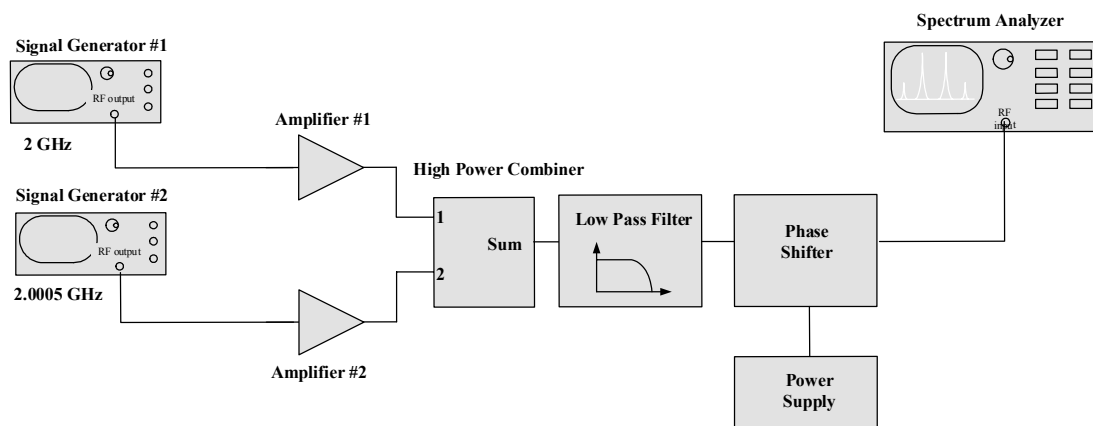 Spectrum Analyzer
RF
input
Signal Generator #1
RF output
2 GHz
Amplifier #1
High Power Combiner
Signal Generator #2
RF output
2.0005 GHz
1
2
Sum
Low Pass Filter
Phase
Shifter
Amplifier #2
Power
Supply